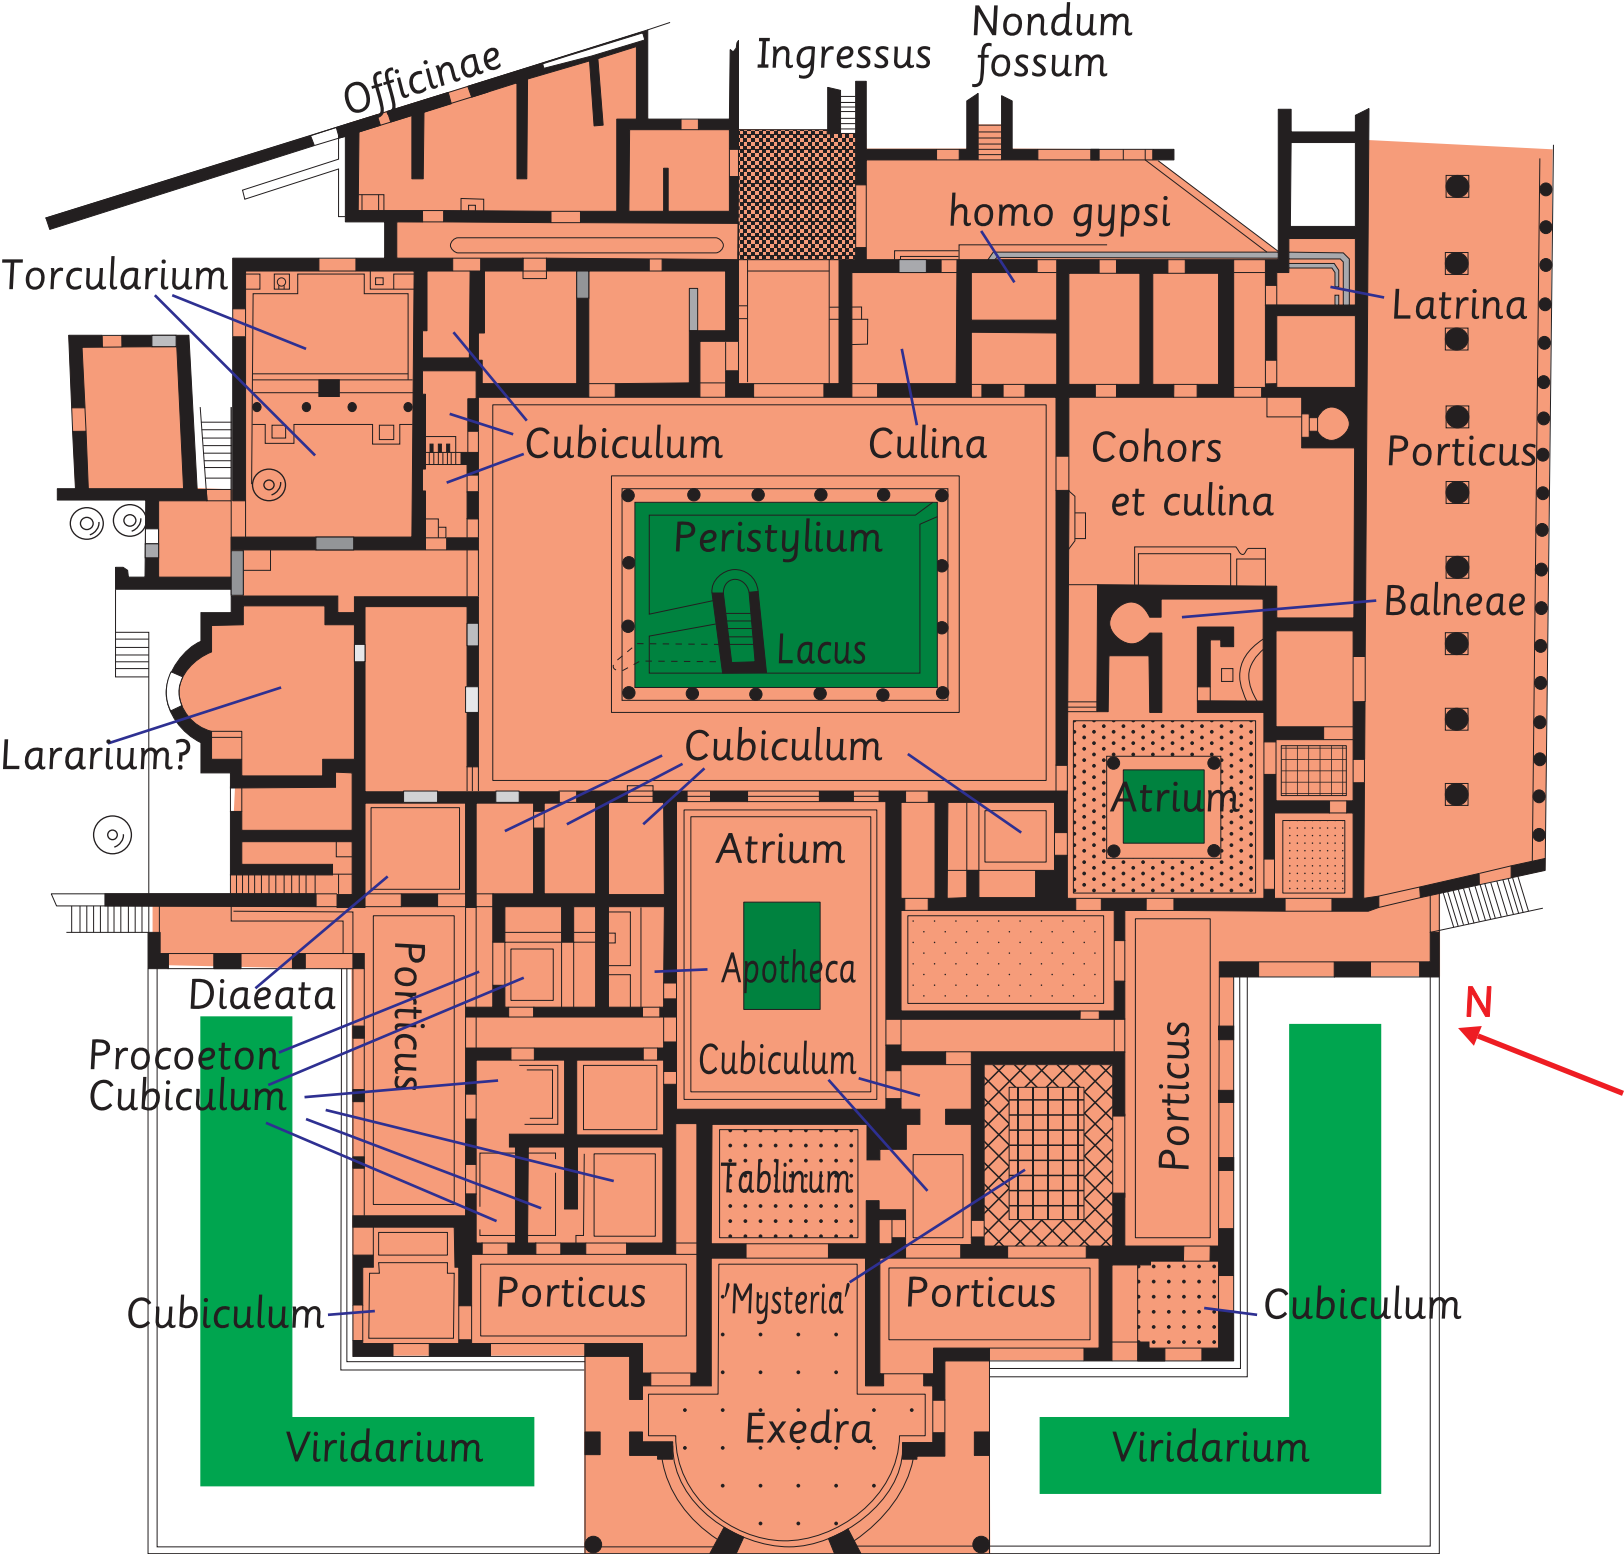 Nondum
fossum
Ingressus
Officinae
homo gypsi
Torcularium
Latrina
Cubiculum
Culina
Cohors
et culina
Porticus
Peristylium
Balneae
Lacus
Lararium?
Cubiculum
Atrium
Atrium
Porticus
Apotheca
Diaeata
N
Procoeton
Cubiculum
Cubiculum
Porticus
Tablinum
'Mysteria'
Porticus
Porticus
Cubiculum
Cubiculum
Exedra
Viridarium
Viridarium